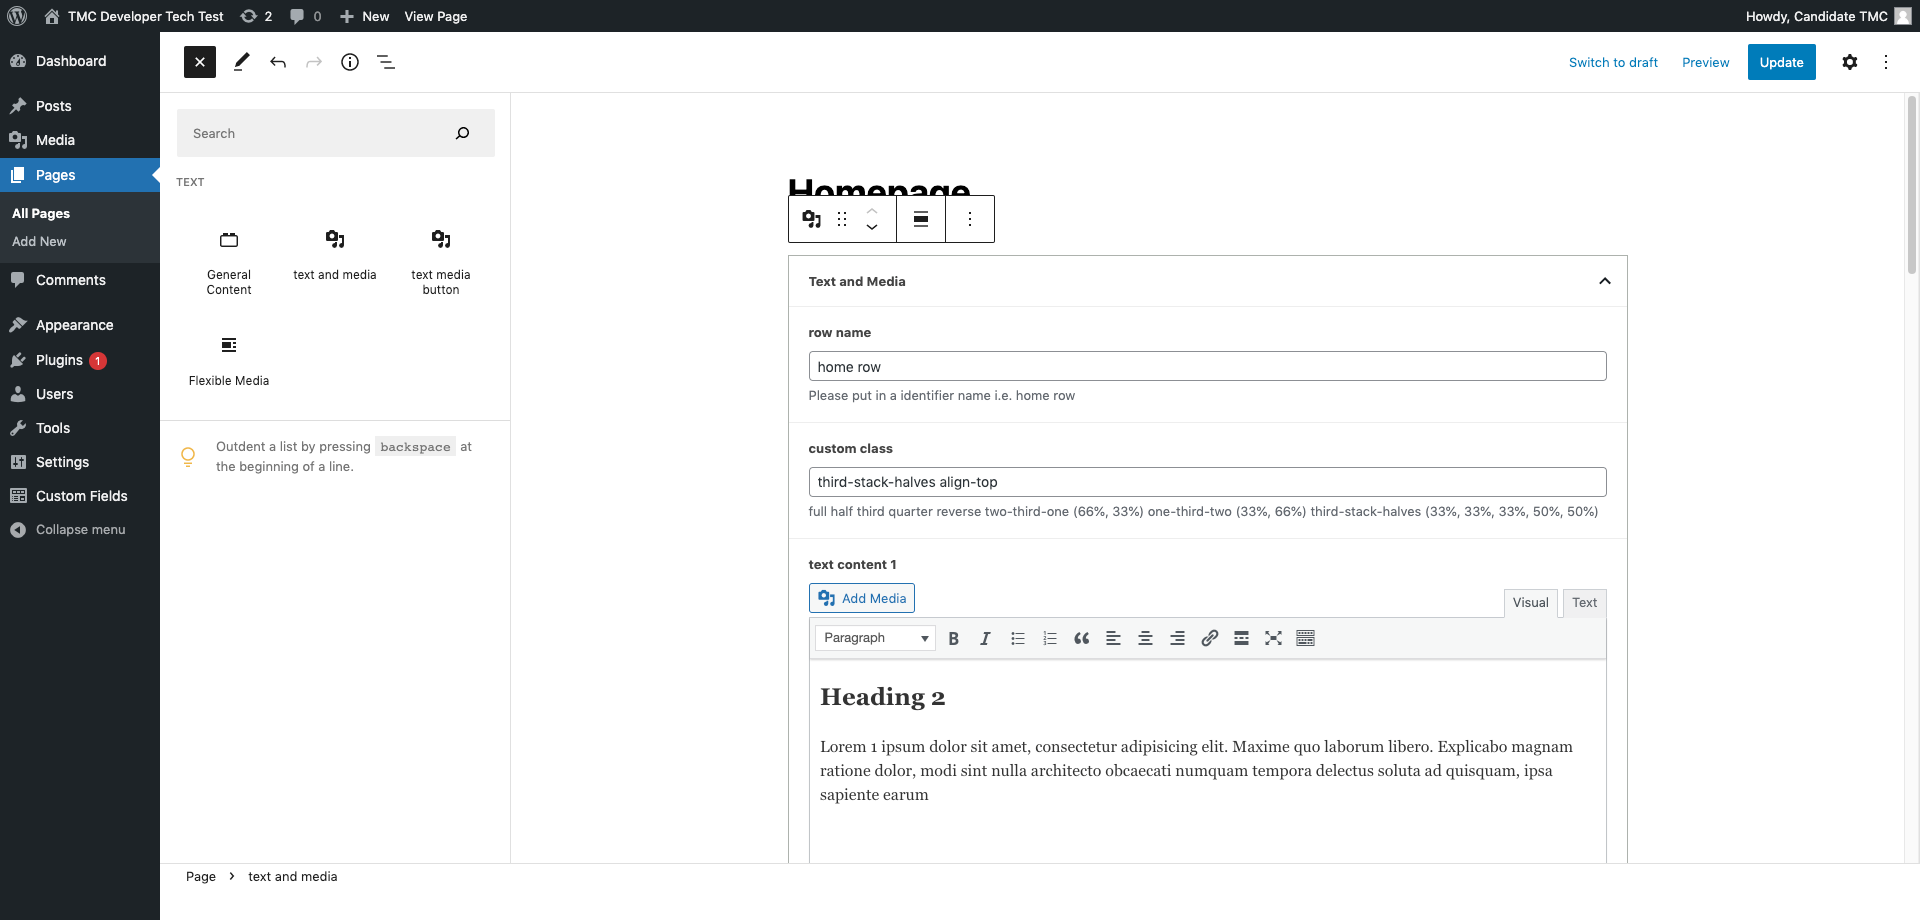 TMC Developer Tech Test 2 0 New View Page Howdy, Candidate TMC
Dashboard
Posts
Media
Pages
All Pages
Add New
Comments
Appearance
Plugins 1
Users
Tools
Settings
Custom Fields
Collapse menu
Switch to draft Preview Update
Search
TEXT
General
Content
text and media
text media
button
Flexible Media
Outdent a list by pressing backspace at
the beginning of a line.
Homepage
Text and Media
row name
home row
Please put in a identifier name i.e. home row
custom class
third-stack-halves align-top
full half third quarter reverse two-third-one (66%, 33%) one-third-two (33%, 66%) third-stack-halves (33%, 33%, 33%, 50%, 50%)
text content 1
Add Media
Visual Text
Paragraph B I
Heading 2
Lorem 1 ipsum dolor sit amet, consectetur adipisicing elit. Maxime quo laborum libero. Explicabo magnam
ratione dolor, modi sint nulla architecto obcaecati numquam tempora delectus soluta ad quisquam, ipsa
sapiente earum
Page › text and media